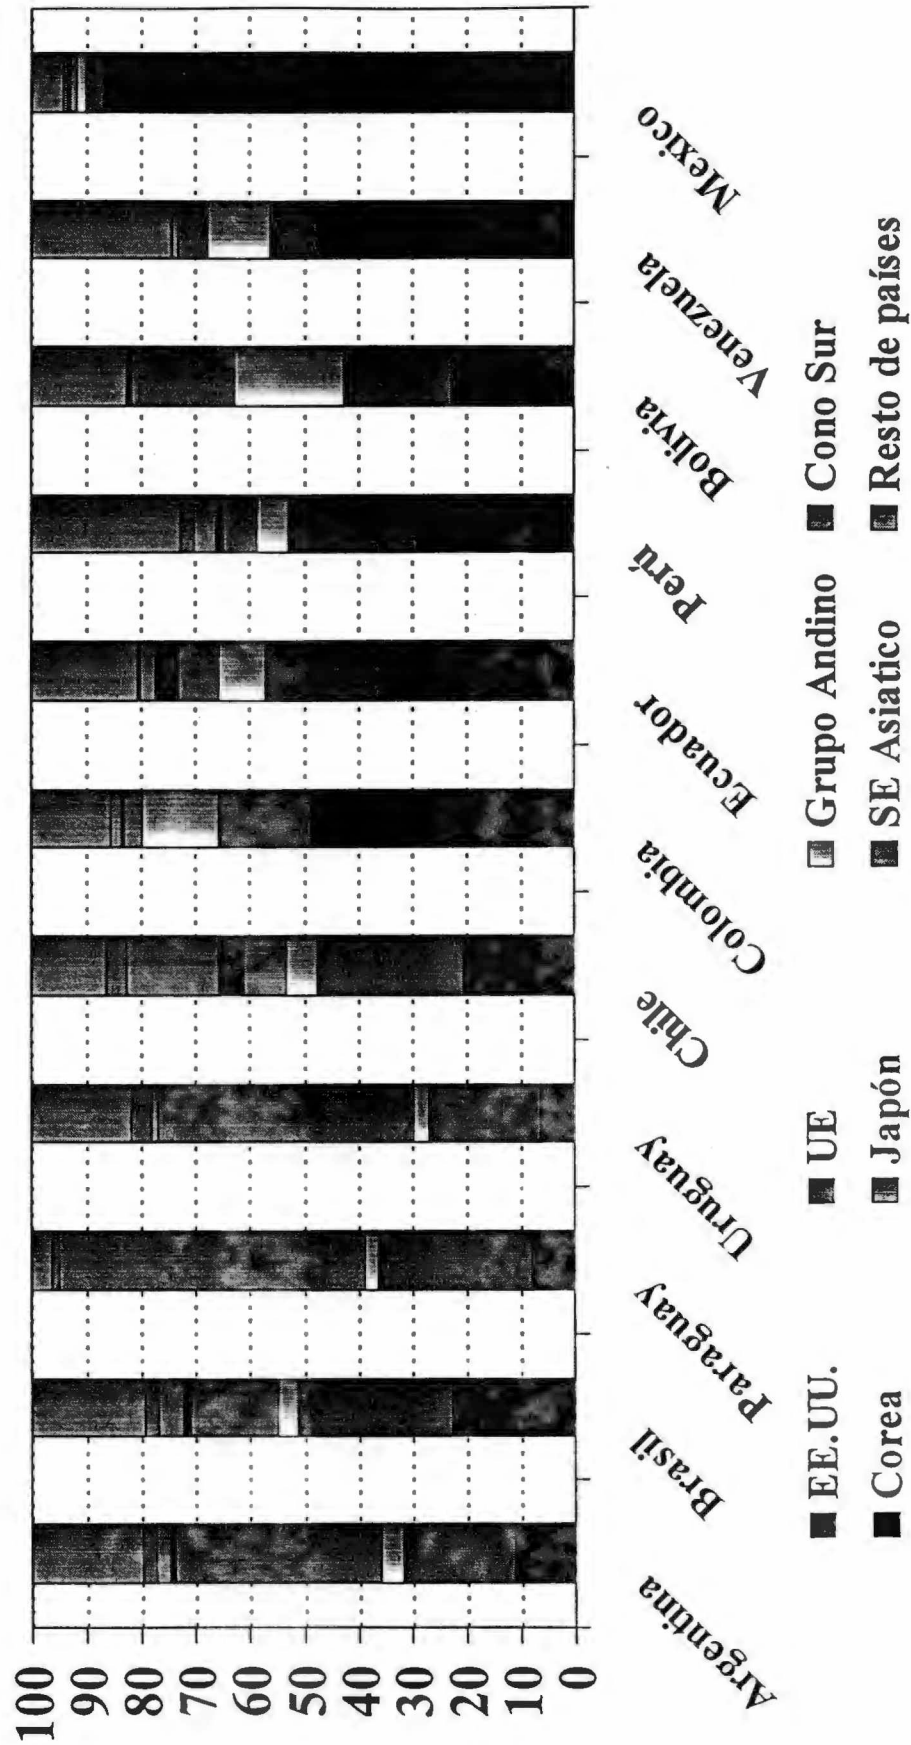 100
90
80
70
60
50
40
30
20
10
0
Argentina
Brasil
Paraguay
Uruguay
Chile
Colombia
Ecuador
Perú
Bolivia
Venezuela
Mexico
EE.UU. UE Grupo Andino Cono Sur
Corea Japón SE Asiatico Resto de países